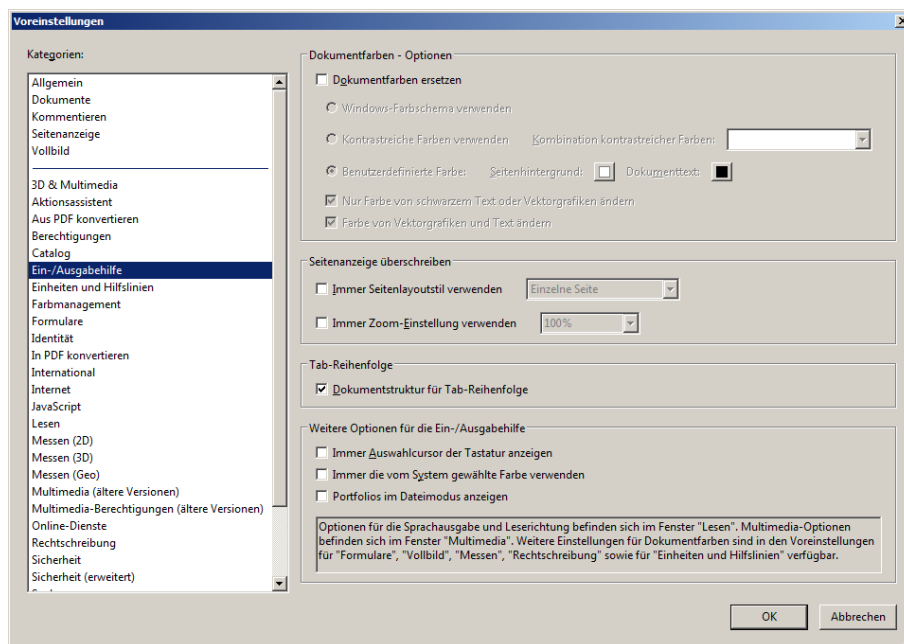 Voreinstellungen
Kategorien:
Allgemein
Dokumente
Kommentieren
Seitenanzeige
Vollbild
3D & Multimedia
Aktionsassistent
Aus PDF konvertieren
Berechtigungen
Catalog
Ein-/Ausgabehilfe
Einheiten und Hilfslinien
Farbmanagement
Formulare
Identität
In PDF konvertieren
International
Internet
JavaScript
Lesen
Messen (2D)
Messen (3D)
Messen (Geo)
Multimedia (ältere Versionen)
Multimedia-Berechtigungen (ältere Versionen)
Online-Dienste
Rechtschreibung
Sicherheit
Sicherheit (erweitert)
Dokumentfarben - Optionen
Dokumentfarben ersetzen
Windows-Farbschema verwenden
Kontrastreiche Farben verwenden Kombination kontrastreicher Farben:
Benutzerdefinierte Farbe: Seitenhintergrund: Dokumenttext:
Nur Farbe von schwarzem Text oder Vektorgrafiken ändern
Farbe von Vektorgrafiken und Text ändern
Seitenanzeige überschreiben
Immer Seitenlayoutstil verwenden Einzelne Seite
Immer Zoom-Einstellung verwenden 100%
Tab-Reihenfolge
Dokumentstruktur für Tab-Reihenfolge
Weitere Optionen für die Ein-/Ausgabehilfe
Immer Auswahlcursor der Tastatur anzeigen
Immer die vom System gewählte Farbe verwenden
Portfolios im Dateimodus anzeigen
Optionen für die Sprachausgabe und Leserichtung befinden sich im Fenster "Lesen". Multimedia-Optionen
befinden sich im Fenster "Multimedia". Weitere Einstellungen für Dokumentfarben sind in den Voreinstellungen
für "Formulare", "Vollbild", "Messen", "Rechtschreibung" sowie für "Einheiten und Hilfslinien" verfügbar.
OK Abbrechen